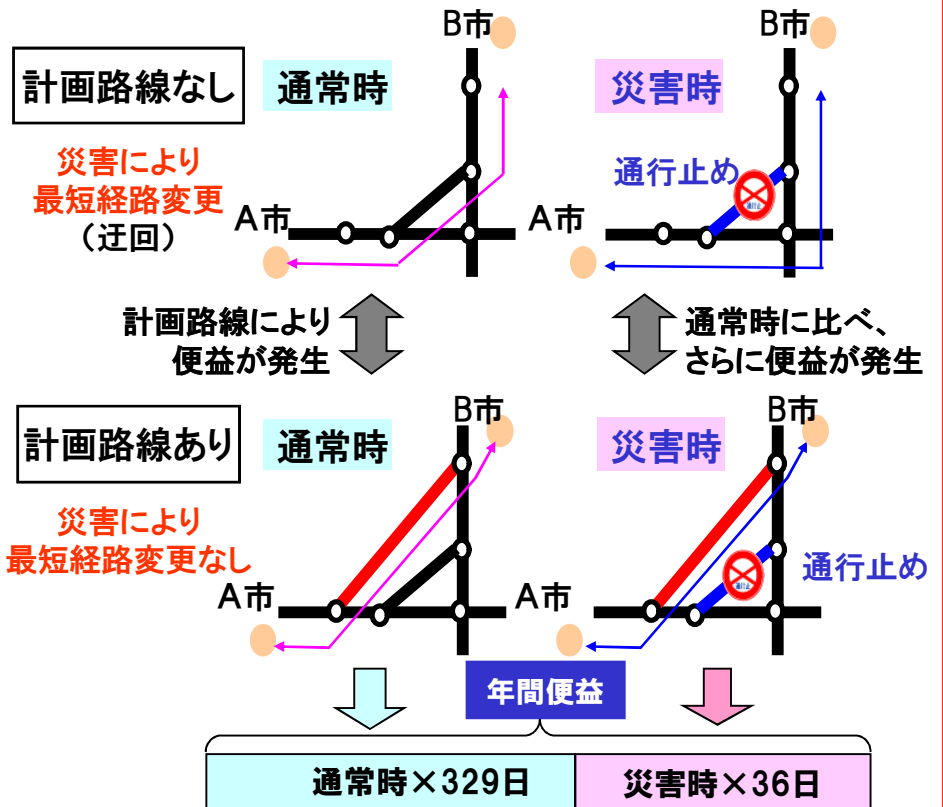 B市
B市
計画路線なし
通常時
災害時
災害により
最短経路変更
(迂回)
通行止め
通行止
A市
A市
計画路線により
便益が発生
通常時に比べ、
さらに便益が発生
B市
B市
計画路線あり
通常時
災害時
災害により
最短経路変更なし
通行止め
通行止
A市
A市
年間便益
通常時×329日
災害時×36日